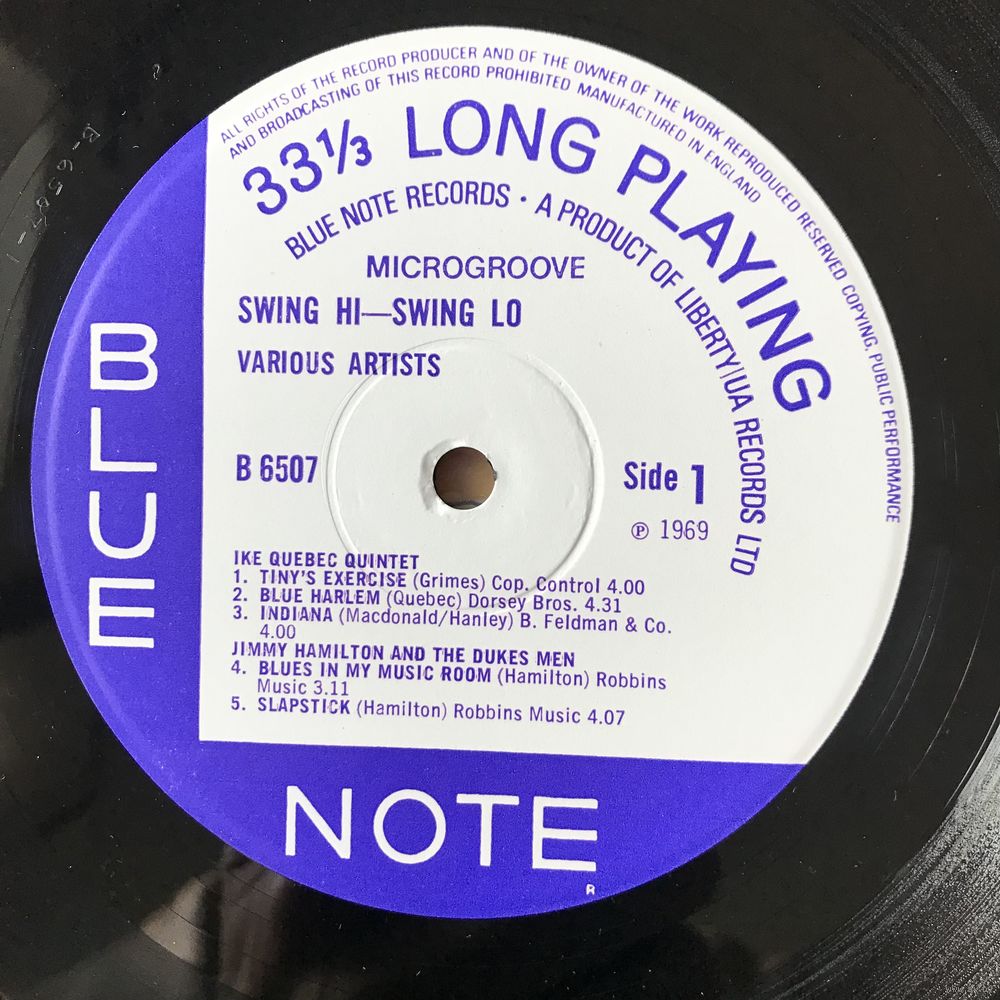 ALL RIGHTS OF THE RECORD PRODUCER AND OF THE OWNER OF THE WORK REPRODUCED RESERVED COPYING, PUBLIC PERFORMANCE
AND BROADCASTING OF THIS RECORD PROHIBITED MANUFACTURED IN ENGLAND
33⅓ LONG PLAYING
BLUE NOTE RECORDS · A PRODUCT OF LIBERTY/UA RECORDS LTD
MICROGROOVE
SWING HI—SWING LO
VARIOUS ARTISTS
B 6507
Side 1
℗ 1969
IKE QUEBEC QUINTET
1. TINY'S EXERCISE (Grimes) Cop. Control 4.00
2. BLUE HARLEM (Quebec) Dorsey Bros. 4.31
3. INDIANA (Macdonald/Hanley) B. Feldman & Co.
4.00
JIMMY HAMILTON AND THE DUKES MEN
4. BLUES IN MY MUSIC ROOM (Hamilton) Robbins
Music 3.11
5. SLAPSTICK (Hamilton) Robbins Music 4.07
BLUE
NOTE
R